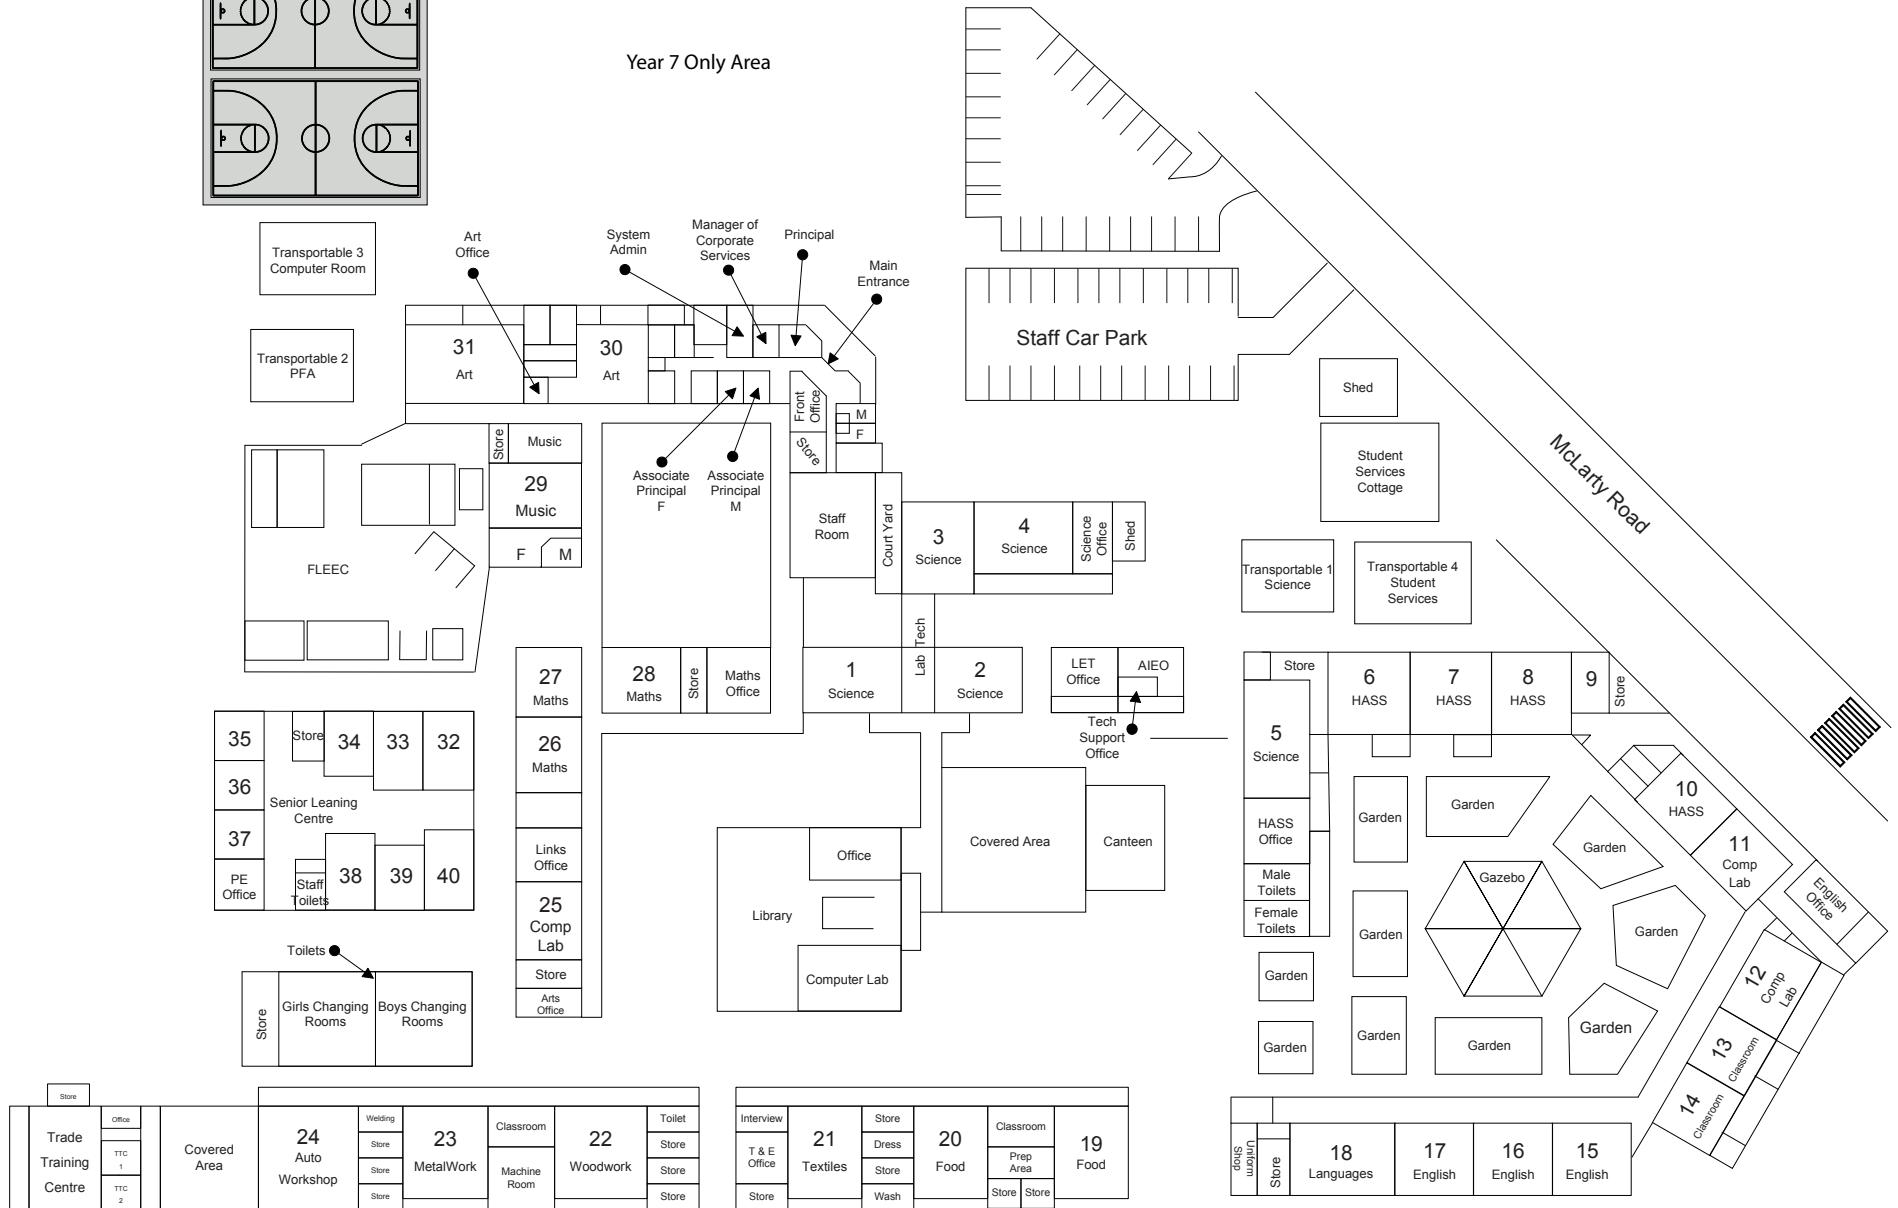 Year 7 Only Area
Transportable 3
Computer Room
Art
Office
System
Admin
Manager of
Corporate
Services
Principal
Main
Entrance
Transportable 2
PFA
31
Art
30
Art
Front
Office
Store
M
F
Staff Car Park
Shed
McLarty Road
Student
Services
Cottage
Store
Music
29
Music
F
M
FLEEC
Associate
Principal
F
Associate
Principal
M
Staff
Room
Court Yard
3
Science
4
Science
Science
Office
Shed
Transportable 1
Science
Transportable 4
Student
Services
27
Maths
28
Maths
Store
Maths
Office
1
Science
Lab Tech
2
Science
LET
Office
AIEO
Tech
Support
Office
Store
6
HASS
7
HASS
8
HASS
9
Store
5
Science
35
36
37
PE
Office
Store
34
33
32
Senior Leaning
Centre
Staff
Toilets
38
39
40
26
Maths
Links
Office
25
Comp
Lab
Store
Arts
Office
Library
Office
Computer Lab
Covered Area
Canteen
HASS
Office
Male
Toilets
Female
Toilets
10
HASS
11
Comp
Lab
English
Office
Garden
Garden
Garden
Gazebo
Garden
Garden
Garden
Garden
Garden
Garden
Garden
12
Comp
Lab
13
Classroom
14
Classroom
Toilets
Store
Girls Changing
Rooms
Boys Changing
Rooms
Store
Trade
Training
Centre
Office
TTC
1
TTC
2
Covered
Area
24
Auto
Workshop
Welding
Store
Store
Store
23
MetalWork
Classroom
Machine
Room
22
Woodwork
Toilet
Store
Store
Store
Interview
T & E
Office
Store
21
Textiles
Store
Dress
Store
Wash
20
Food
Classroom
Prep
Area
Store
Store
19
Food
Uniform
Shop
Store
18
Languages
17
English
16
English
15
English